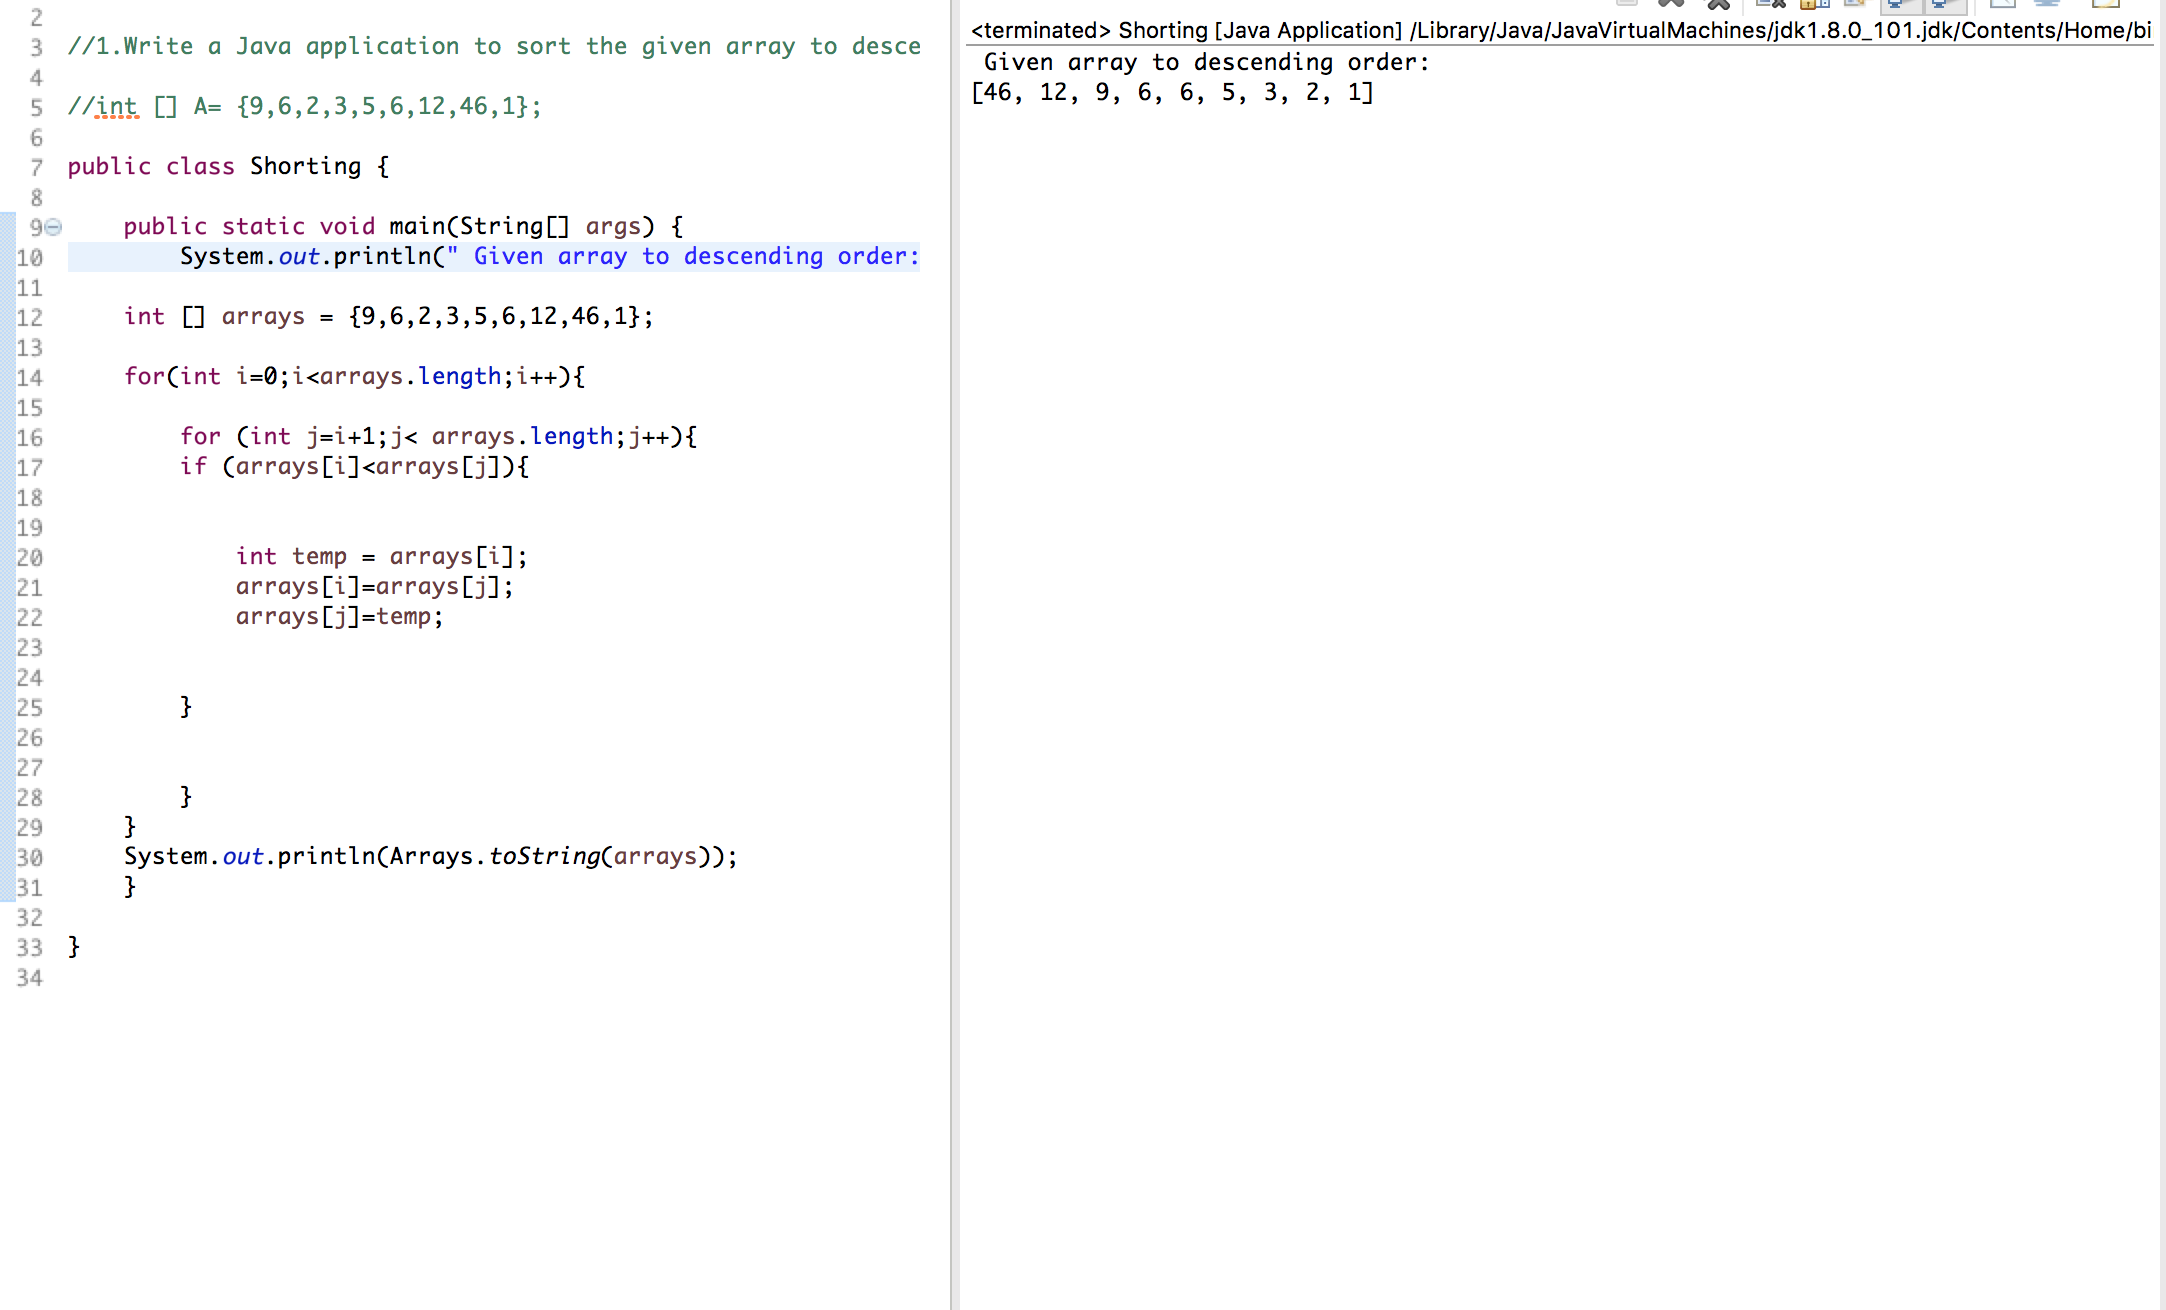 2
3 //1.Write a Java application to sort the given array to desce
4
5 //int [] A= {9,6,2,3,5,6,12,46,1};
6
7 public class Shorting {
8
9 public static void main(String[] args) {
10 System.out.println(" Given array to descending order:
11
12 int [] arrays = {9,6,2,3,5,6,12,46,1};
13
14 for(int i=0;i<arrays.length;i++){
15
16 for (int j=i+1;j< arrays.length;j++){
17 if (arrays[i]<arrays[j]){
18
19
20 int temp = arrays[i];
21 arrays[i]=arrays[j];
22 arrays[j]=temp;
23
24
25 }
26
27
28 }
29 }
30 System.out.println(Arrays.toString(arrays));
31 }
32
33 }
34
<terminated> Shorting [Java Application] /Library/Java/JavaVirtualMachines/jdk1.8.0_101.jdk/Contents/Home/bi
Given array to descending order:
[46, 12, 9, 6, 6, 5, 3, 2, 1]